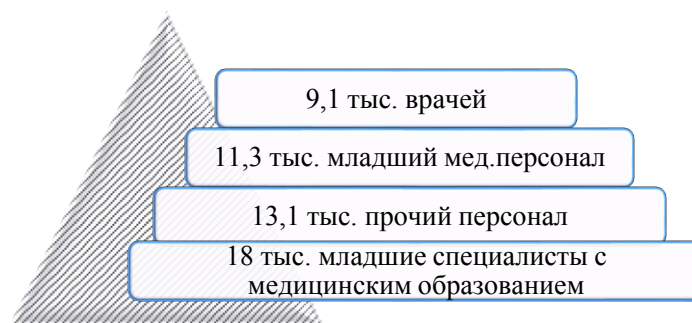 9,1 тыс. врачей
11,3 тыс. младший мед.персонал
13,1 тыс. прочий персонал
18 тыс. младшие специалисты с
медицинским образованием